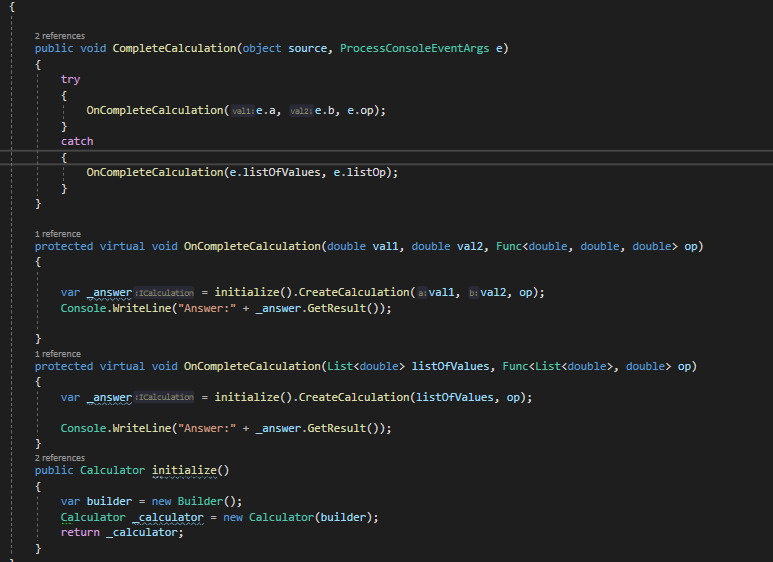 {
2 references
public void CompleteCalculation(object source, ProcessConsoleEventArgs e)
{
try
{
OnCompleteCalculation(val1: e.a, val2: e.b, e.op);
}
catch
{
OnCompleteCalculation(e.listOfValues, e.listOp);
}
}
1 reference
protected virtual void OnCompleteCalculation(double val1, double val2, Func<double, double, double> op)
{
var _answer :ICalculation = initialize().CreateCalculation(a: val1, b: val2, op);
Console.WriteLine("Answer:" + _answer.GetResult());
}
1 reference
protected virtual void OnCompleteCalculation(List<double> listOfValues, Func<List<double>, double> op)
{
var _answer :ICalculation = initialize().CreateCalculation(listOfValues, op);
Console.WriteLine("Answer:" + _answer.GetResult());
}
2 references
public Calculator initialize()
{
var builder = new Builder();
Calculator _calculator = new Calculator(builder);
return _calculator;
}